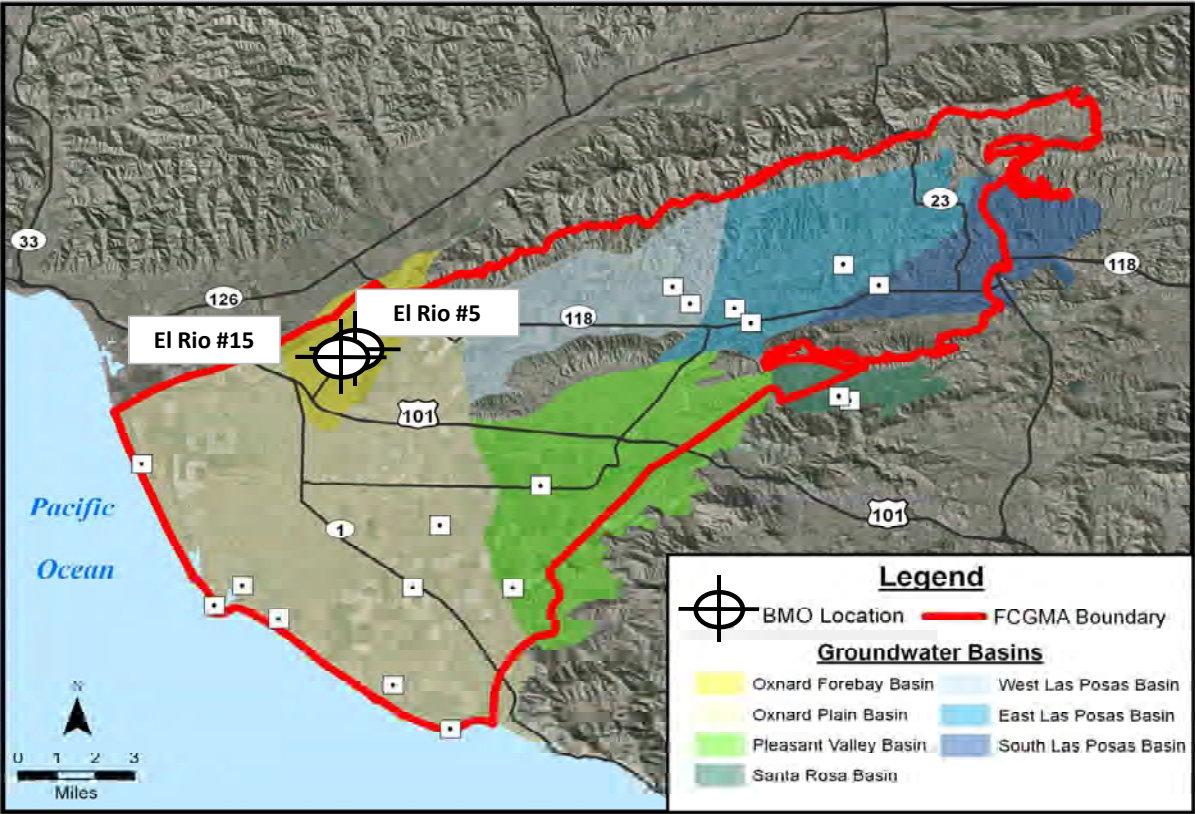 33
126
El Rio #5
El Rio #15
118
23
118
101
101
1
Pacific
Ocean
N
0 1 2 3
Miles
Legend
BMO Location
FCGMA Boundary
Groundwater Basins
Oxnard Forebay Basin
West Las Posas Basin
Oxnard Plain Basin
East Las Posas Basin
Pleasant Valley Basin
South Las Posas Basin
Santa Rosa Basin